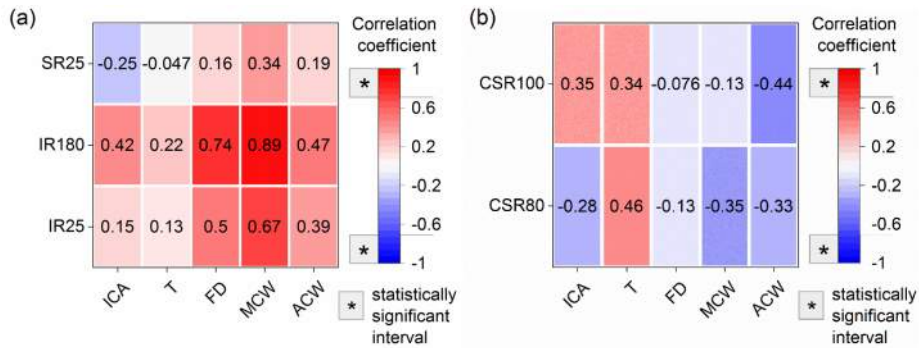 (a)
Correlation
coefficient
SR25
-0.25 -0.047 0.16 0.34 0.19
IR180
0.42 0.22 0.74 0.89 0.47
IR25
0.15 0.13 0.5 0.67 0.39
ICA T FD MCW ACW
*
1
0.6
0.2
-0.2
-0.6
-1
*
* statistically
significant
interval
(b)
Correlation
coefficient
CSR100
0.35 0.34 -0.076 -0.13 -0.44
CSR80
-0.28 0.46 -0.13 -0.35 -0.33
ICA T FD MCW ACW
*
1
0.6
0.2
-0.2
-0.6
-1
*
* statistically
significant
interval